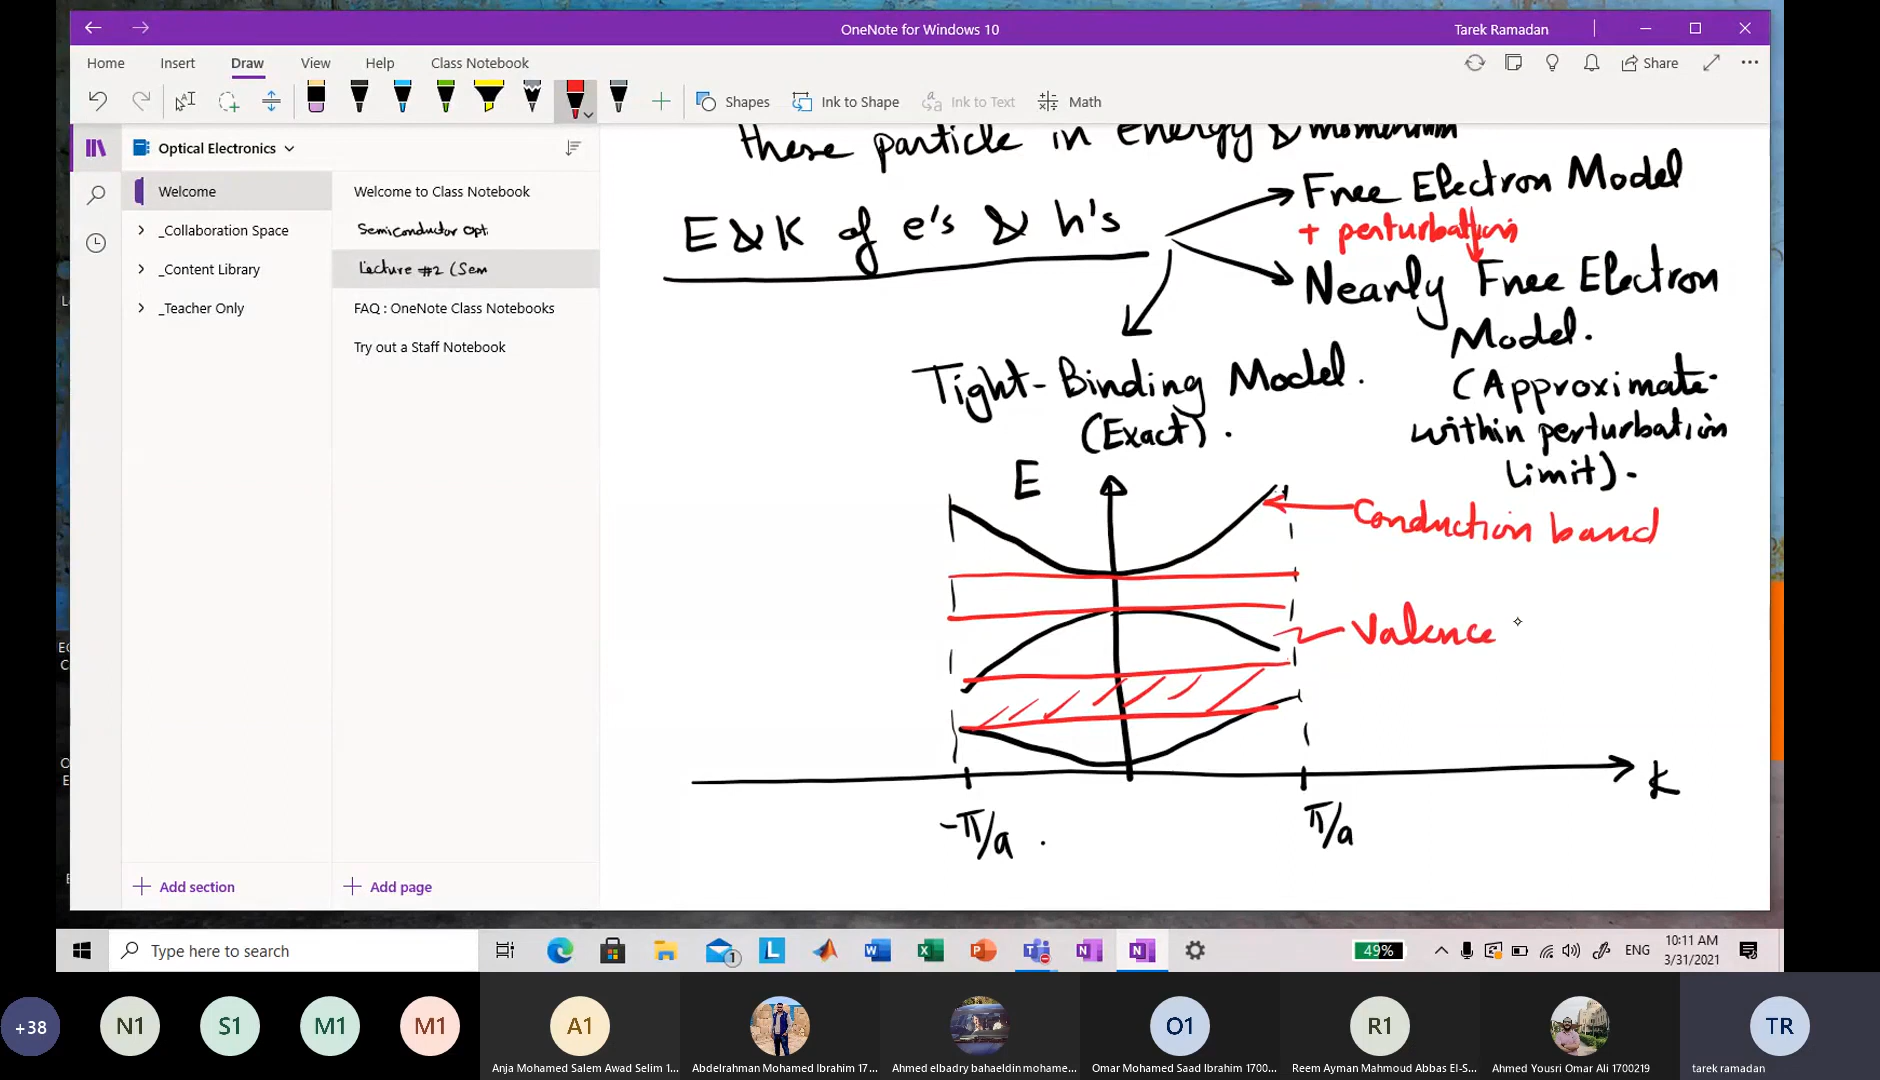 OneNote for Windows 10
Tarek Ramadan
Home Insert Draw View Help Class Notebook
Share
Shapes Ink to Shape Ink to Text Math
Optical Electronics
Welcome
_Collaboration Space
_Content Library
_Teacher Only
Add section
Welcome to Class Notebook
Semiconductor Opti
Lecture #2 (Sem
FAQ : OneNote Class Notebooks
Try out a Staff Notebook
Add page
these particle in energy & momentum
E & K of e's & h's
Free Electron Model
+ perturbation
Nearly Free Electron
Model.
(Approximate
within perturbation
limit).
Tight-Binding Model.
(Exact).
E
Conduction band
Valence
K
-π/a .
π/a
Type here to search
1
49%
ENG
10:11 AM
3/31/2021
+38
N1
S1
M1
M1
A1
Anja Mohamed Salem Awad Selim 1...
Abdelrahman Mohamed Ibrahim 17...
Ahmed elbadry bahaeldin mohame...
O1
Omar Mohamed Saad Ibrahim 1700...
R1
Reem Ayman Mahmoud Abbas El-S...
Ahmed Yousri Omar Ali 1700219
TR
tarek ramadan